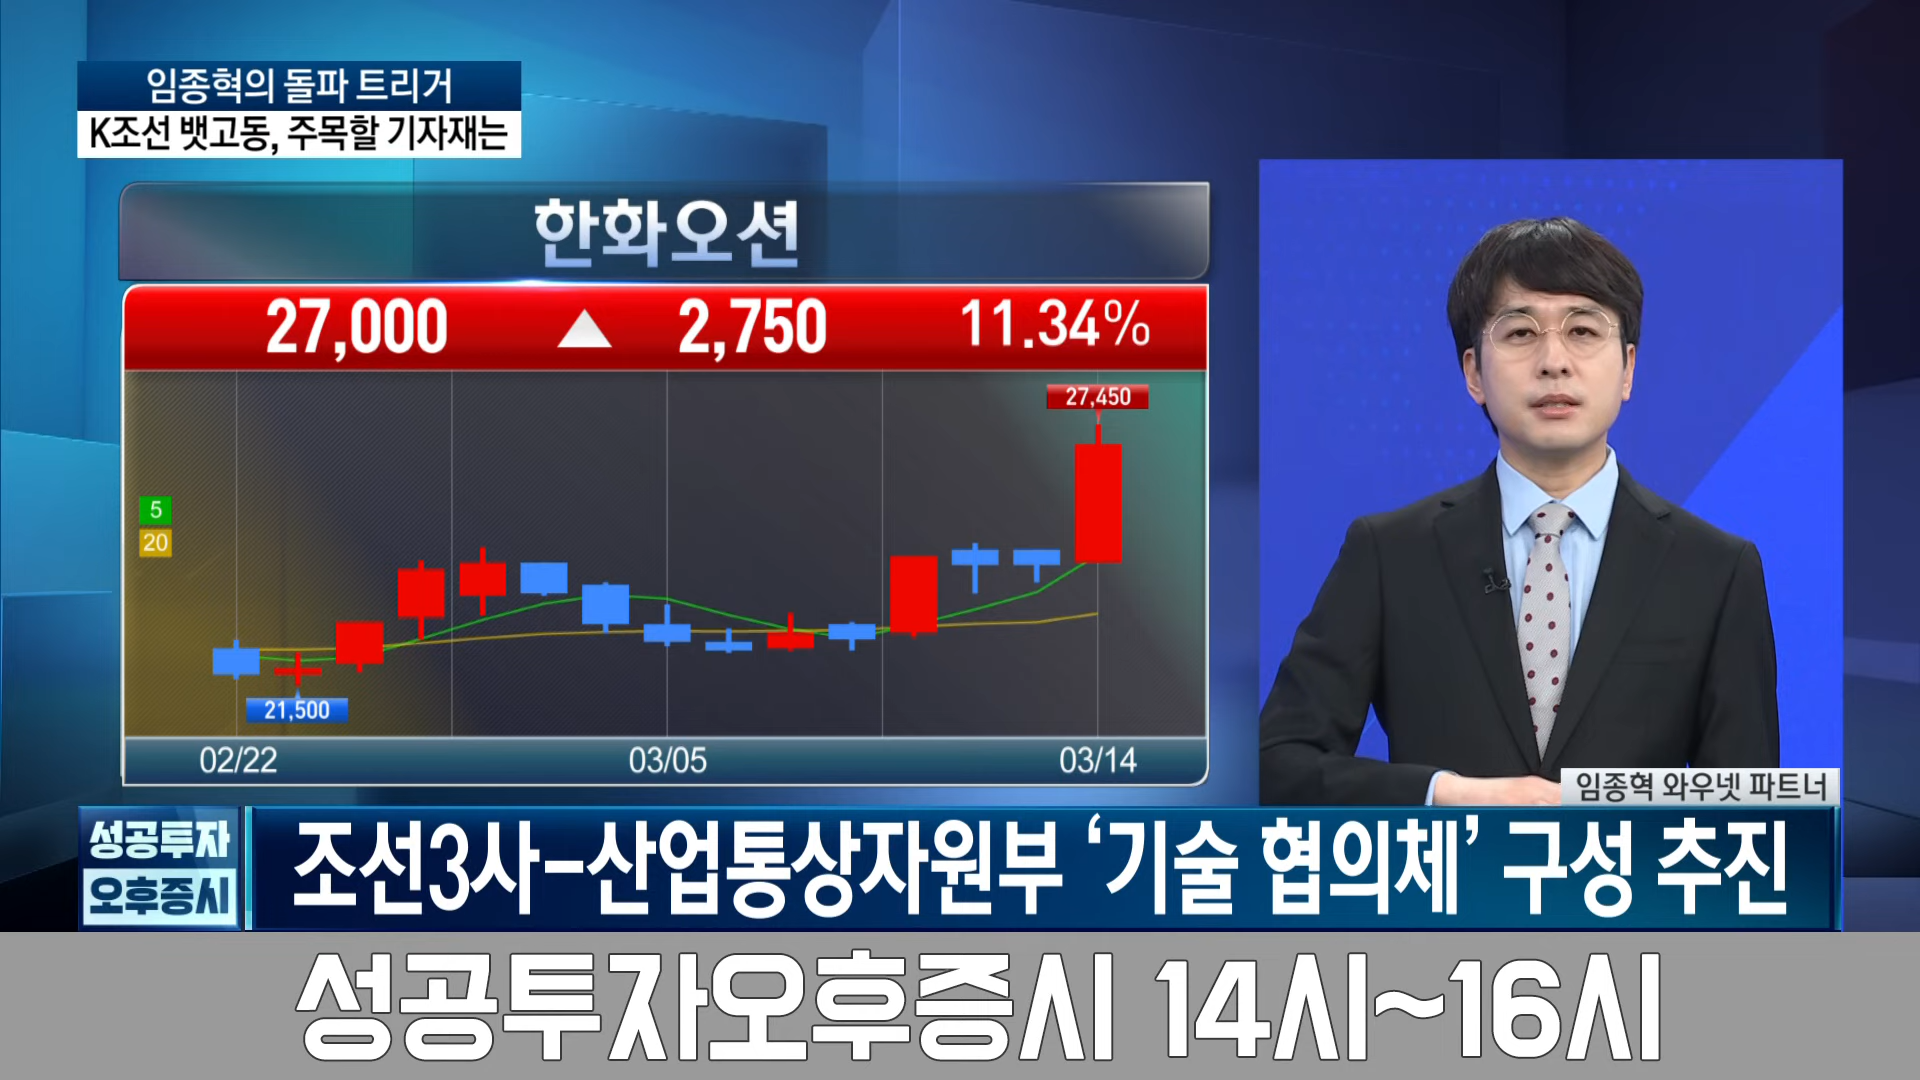 임종혁의 돌파 트리거
K조선 뱃고동, 주목할 기자재는
한화오션
27,000 ▲ 2,750 11.34%
27,450
5
20
21,500
02/22 03/05 03/14
임종혁 와우넷 파트너
성공투자
오후증시
조선3사-산업통상자원부 ‘기술 협의체’ 구성 추진
성공투자오후증시 14시~16시